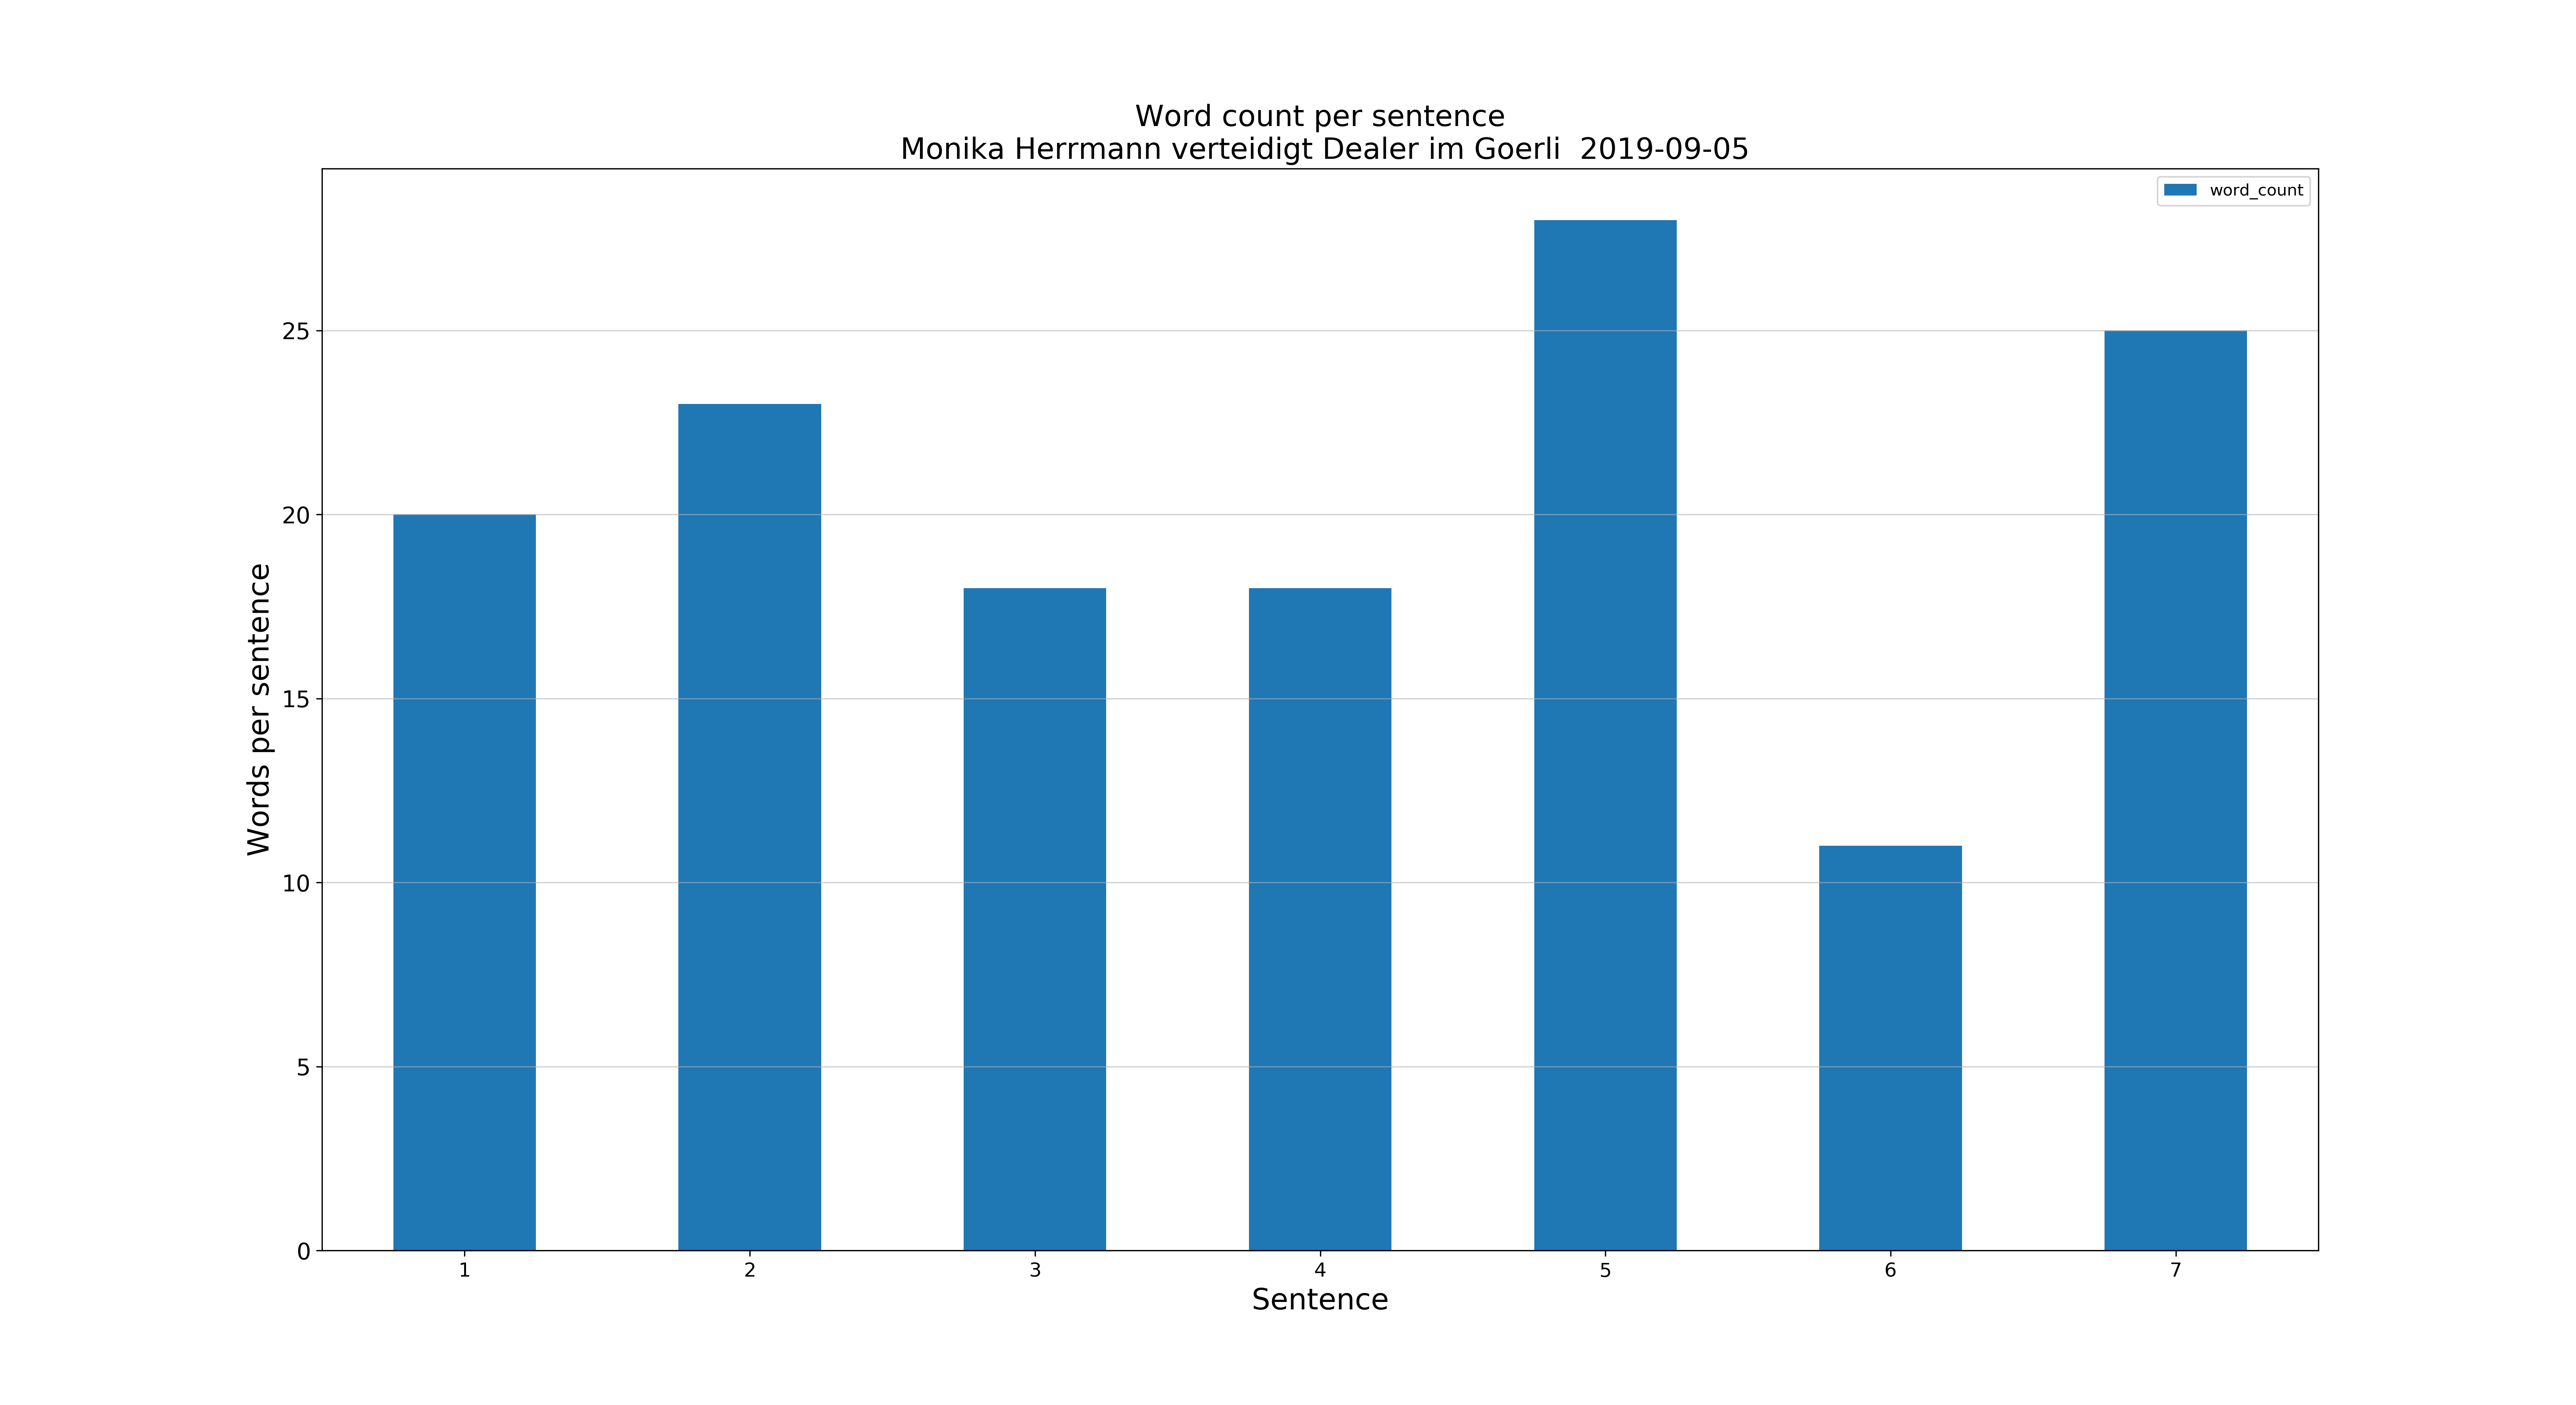 Word count per sentence
Monika Herrmann verteidigt Dealer im Goerli  2019-09-05
word_count
25
20
15
10
5
0
Words per sentence
1 2 3 4 5 6 7
Sentence